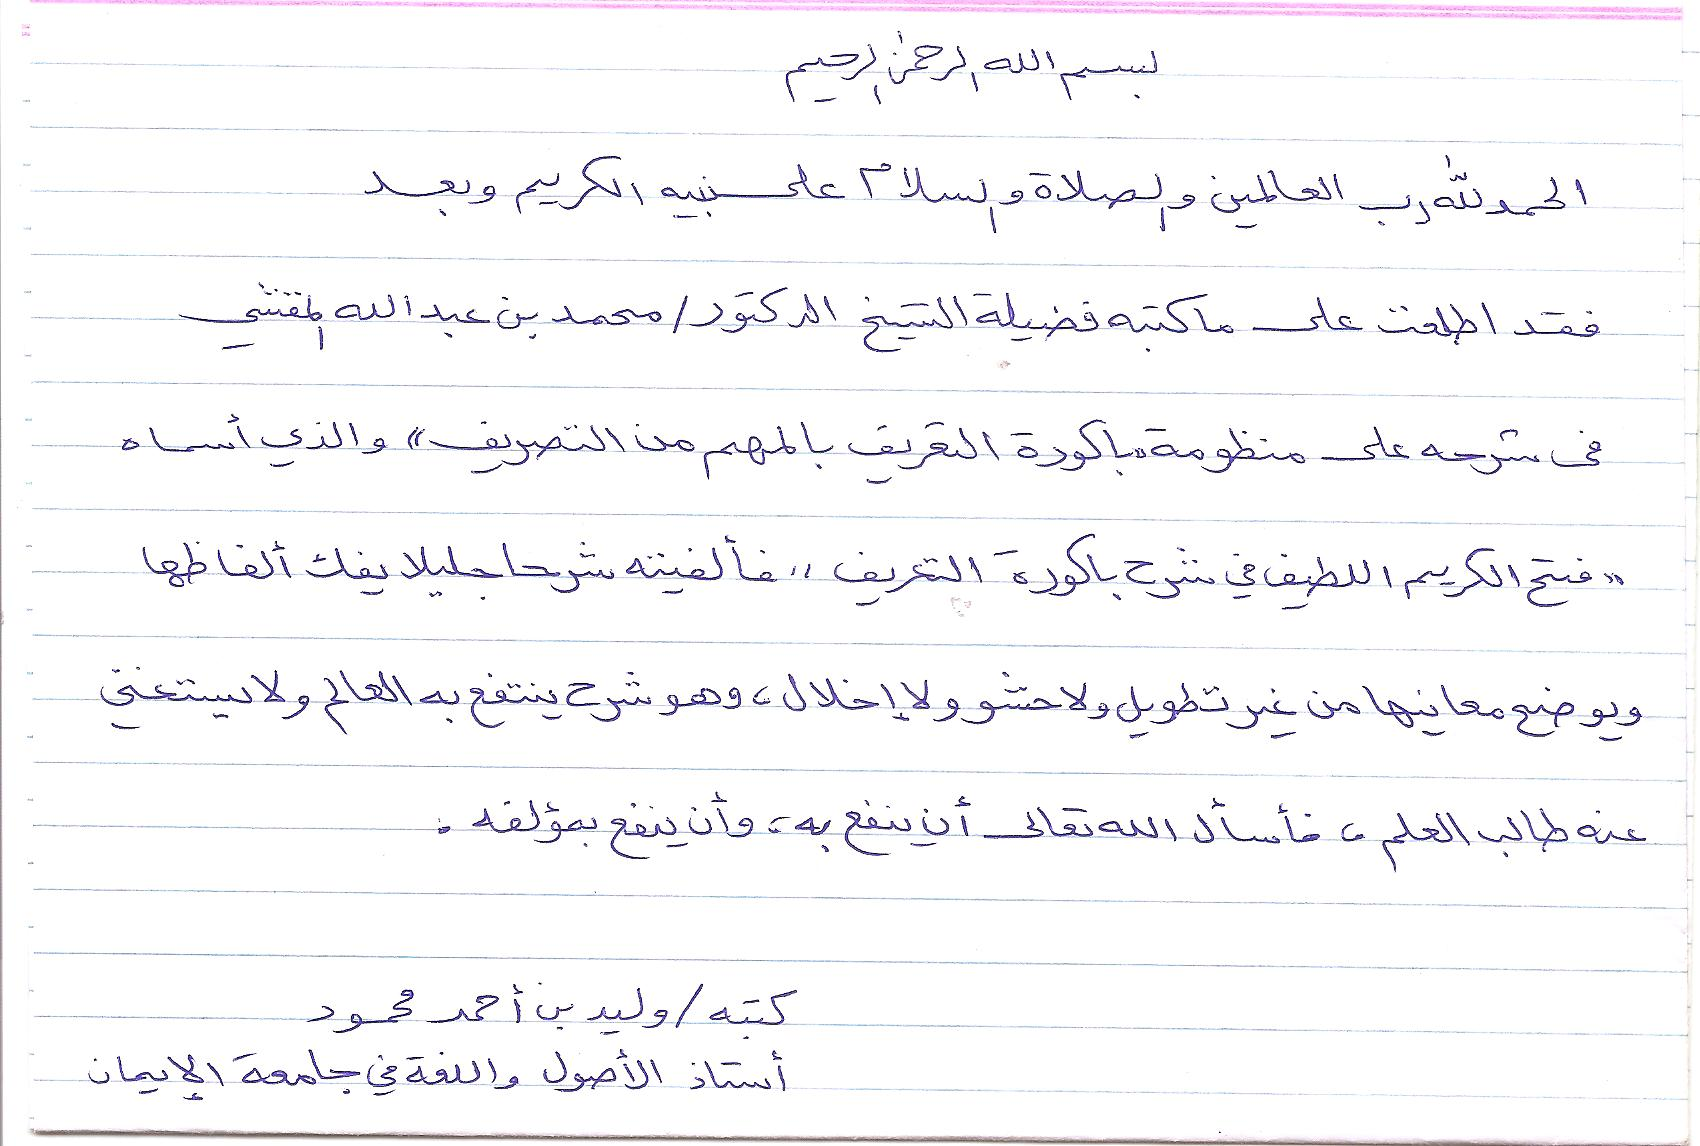 بسم الله الرحمن الرحيم
الحمد لله رب العالمين والصلاة والسلام على نبيه الكريم وبعد
فقد اطلعت على ما كتبه فضيلة الشيخ الدكتور/ محمد بن عبد الله المقشي
في شرحه على منظومة «باكورة التعريف بالمهم من التصريف» والذي أسماه
«فتح الكريم اللطيف في شرح باكورة التعريف» فألفيته شرحا جليلا يفك ألفاظها
ويوضح معانيها من غير تطويل ولا حشو ولا إخلال، وهو شرح ينتفع به العالم ولا يستغني
عنه طالب العلم، فأسأل الله تعالى أن ينفع به، وأن ينفع بمؤلفه.
كتبه/ وليد بن أحمد محمود
أستاذ الأصول واللغة في جامعة الإيمان